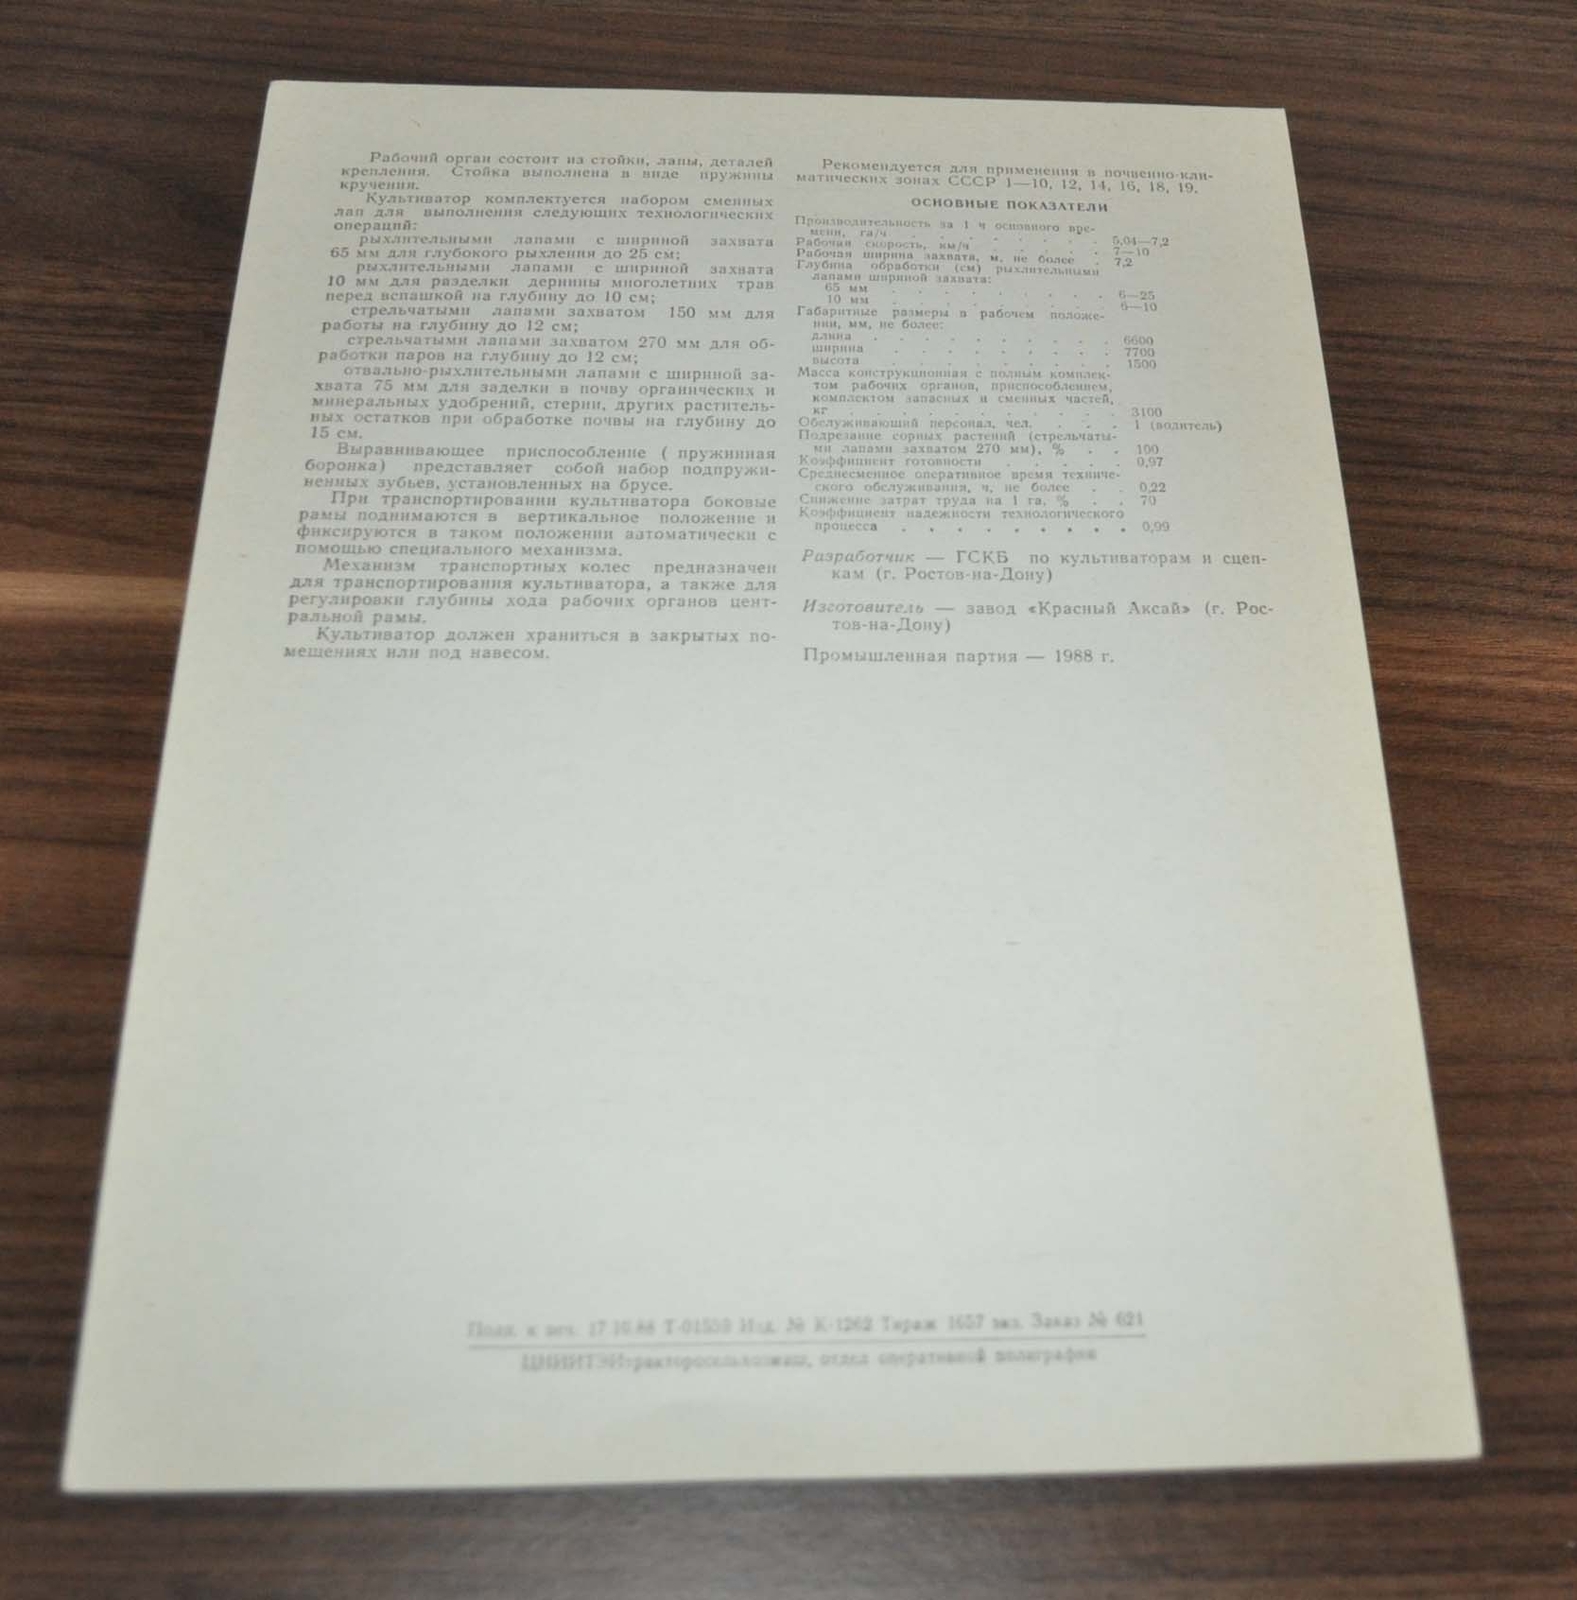 Рабочий орган состоит из стойки, лапы, деталей
крепления. Стойка выполнена в виде пружины
кручения.
Культиватор комплектуется набором сменных
лап для выполнения следующих технологических
операций:
рыхлительными лапами с шириной захвата
65 мм для глубокого рыхления до 25 см;
рыхлительными лапами с шириной захвата
10 мм для разделки дернины многолетних трав
перед вспашкой на глубину до 10 см;
стрельчатыми лапами захватом 150 мм для
работы на глубину до 12 см;
стрельчатыми лапами захватом 270 мм для об-
работки паров на глубину до 12 см;
отвально-рыхлительными лапами с шириной за-
хвата 75 мм для заделки в почву органических и
минеральных удобрений, стерни, других раститель-
ных остатков при обработке почвы на глубину до
15 см.
Выравнивающее приспособление ( пружинная
боронка) представляет собой набор подпружи-
ненных зубьев, установленных на брусе.
При транспортировании культиватора боковые
рамы поднимаются в вертикальное положение и
фиксируются в таком положении автоматически с
помощью специального механизма.
Механизм транспортных колес предназначен
для транспортирования культиватора, а также для
регулировки глубины хода рабочих органов цент-
ральной рамы.
Культиватор должен храниться в закрытых по-
мещениях или под навесом.
Рекомендуется для применения в почвенно-кли-
матических зонах СССР 1—10, 12, 14, 16, 18, 19.
ОСНОВНЫЕ ПОКАЗАТЕЛИ
Производительность за 1 ч основного вре-
мени, га/ч . . . . . . . 5,04—7,2
Рабочая скорость, км/ч . . . . . 7—10
Рабочая ширина захвата, м, не более . 7,2
Глубина обработки (см) рыхлительными
лапами шириной захвата:
65 мм . . . . . . . . . 6—25
10 мм . . . . . . . . . 6—10
Габаритные размеры в рабочем положе-
нии, мм, не более:
длина . . . . . . . . . 6600
ширина . . . . . . . . . 7700
высота . . . . . . . . . 1500
Масса конструкционная с полным комплек-
том рабочих органов, приспособлением,
комплектом запасных и сменных частей,
кг . . . . . . . . . . . 3100
Обслуживающий персонал, чел. . . . 1 (водитель)
Подрезание сорных растений (стрельчаты-
ми лапами захватом 270 мм), % . . 100
Коэффициент готовности . . . . . 0,97
Среднесменное оперативное время техниче-
ского обслуживания, ч, не более . . 0,22
Снижение затрат труда на 1 га, % . . 70
Коэффициент надежности технологического
процесса . . . . . . . . . 0,99
Разработчик — ГСКБ по культиваторам и сцеп-
кам (г. Ростов-на-Дону)
Изготовитель — завод «Красный Аксай» (г. Рос-
тов-на-Дону)
Промышленная партия — 1988 г.
Подп. к печ. 17.10.88 Т-01559 Изд. № К-1262 Тираж 1657 экз. Заказ № 621
ЦНИИТЭИтракторосельхозмаш, отдел оперативной полиграфии